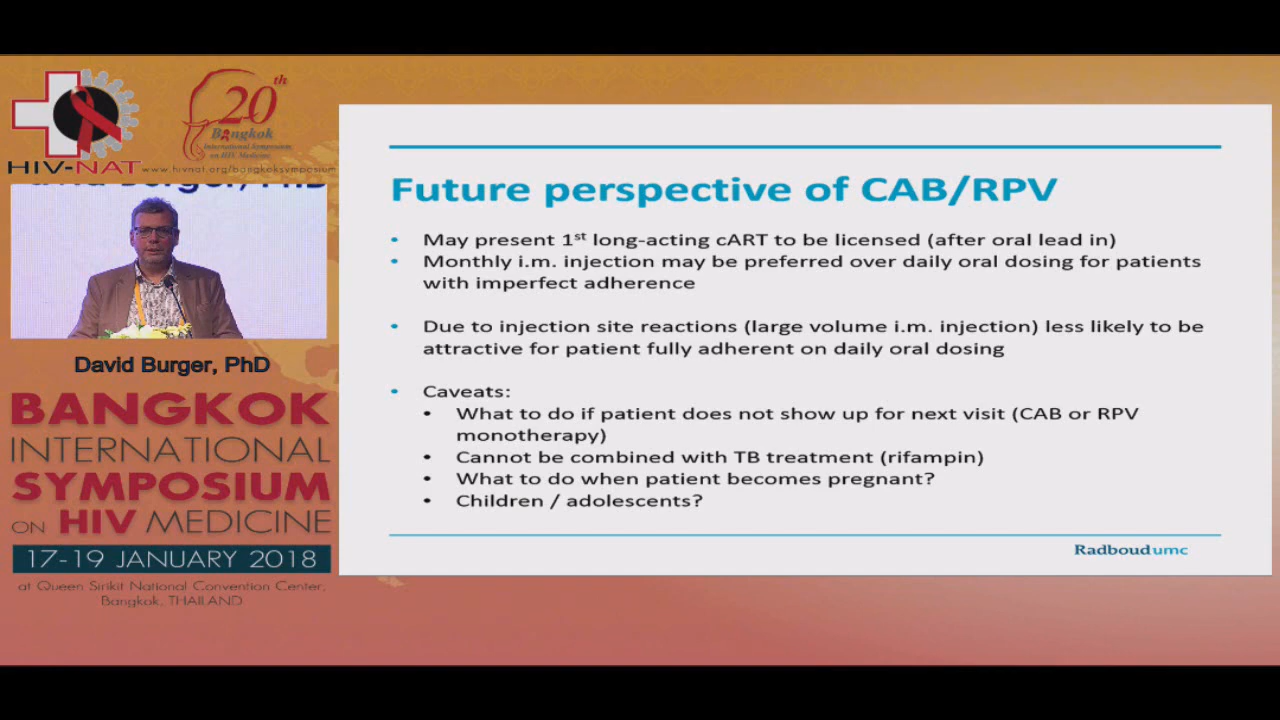 HIV-NAT
20th
Bangkok
International Symposium
on HIV Medicine
www.hivnat.org/bangkoksymposium
David Burger, PhD
David Burger, PhD
BANGKOK
INTERNATIONAL
SYMPOSIUM
ON HIV MEDICINE
17-19 JANUARY 2018
at Queen Sirikit National Convention Center,
Bangkok, THAILAND
Future perspective of CAB/RPV
• May present 1st long-acting cART to be licensed (after oral lead in)
• Monthly i.m. injection may be preferred over daily oral dosing for patients
with imperfect adherence
• Due to injection site reactions (large volume i.m. injection) less likely to be
attractive for patient fully adherent on daily oral dosing
• Caveats:
• What to do if patient does not show up for next visit (CAB or RPV
monotherapy)
• Cannot be combined with TB treatment (rifampin)
• What to do when patient becomes pregnant?
• Children / adolescents?
Radboudumc